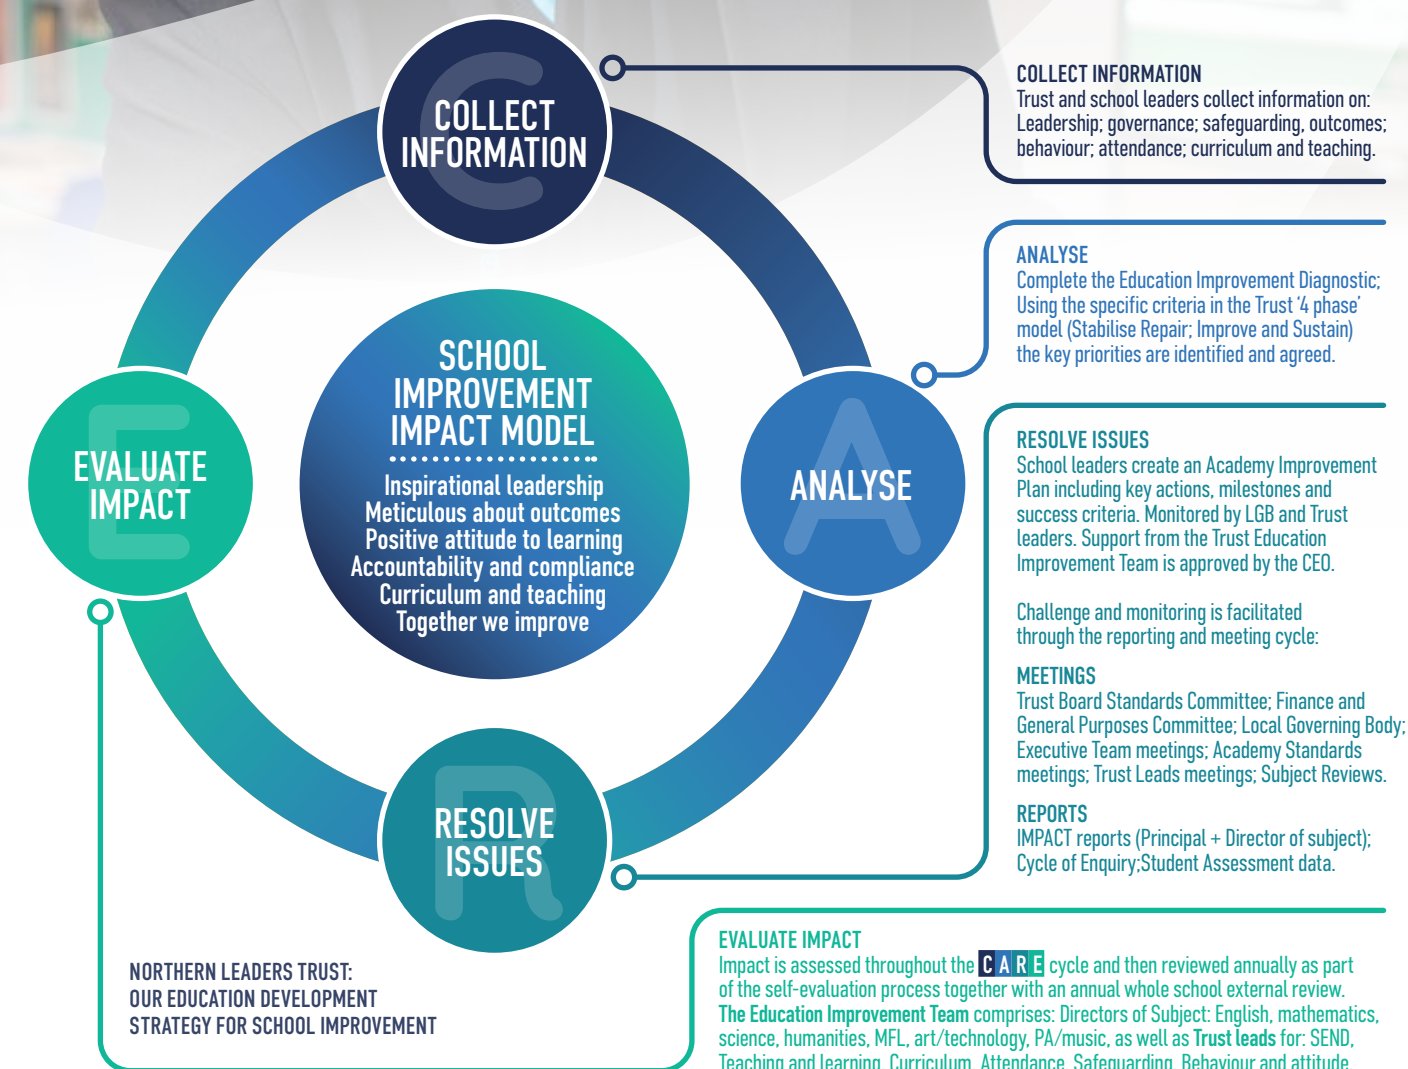 COLLECT
INFORMATION
COLLECT INFORMATION
Trust and school leaders collect information on:
Leadership; governance; safeguarding, outcomes;
behaviour; attendance; curriculum and teaching.
ANALYSE
Complete the Education Improvement Diagnostic;
Using the specific criteria in the Trust ‘4 phase’
model (Stabilise Repair; Improve and Sustain)
the key priorities are identified and agreed.
SCHOOL
IMPROVEMENT
IMPACT MODEL
Inspirational leadership
Meticulous about outcomes
Positive attitude to learning
Accountability and compliance
Curriculum and teaching
Together we improve
EVALUATE
IMPACT
ANALYSE
RESOLVE
ISSUES
RESOLVE ISSUES
School leaders create an Academy Improvement
Plan including key actions, milestones and
success criteria. Monitored by LGB and Trust
leaders. Support from the Trust Education
Improvement Team is approved by the CEO.
Challenge and monitoring is facilitated
through the reporting and meeting cycle:
MEETINGS
Trust Board Standards Committee; Finance and
General Purposes Committee; Local Governing Body;
Executive Team meetings; Academy Standards
meetings; Trust Leads meetings; Subject Reviews.
REPORTS
IMPACT reports (Principal + Director of subject);
Cycle of Enquiry;Student Assessment data.
NORTHERN LEADERS TRUST:
OUR EDUCATION DEVELOPMENT
STRATEGY FOR SCHOOL IMPROVEMENT
EVALUATE IMPACT
Impact is assessed throughout the CARE cycle and then reviewed annually as part
of the self-evaluation process together with an annual whole school external review.
The Education Improvement Team comprises: Directors of Subject: English, mathematics,
science, humanities, MFL, art/technology, PA/music, as well as Trust leads for: SEND,
Teaching and learning, Curriculum, Attendance, Safeguarding, Behaviour and attitude